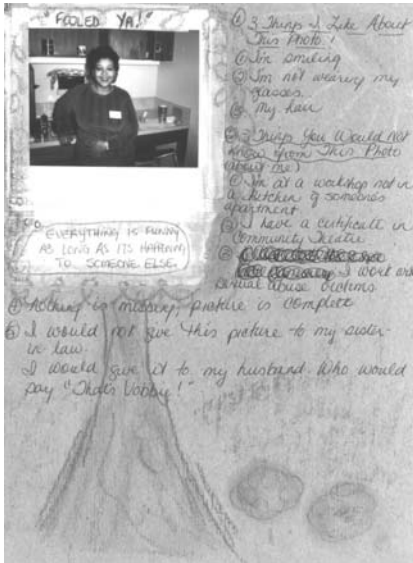 "FOOLED YA!"
EVERYTHING IS FUNNY
AS LONG AS ITS HAPPENING
TO SOMEONE ELSE.
① 3 Things I Like About
This Photo!
① I'm smiling
② I'm not wearing my
glasses.
③ My hair
② 3 Things You Would Not
Know from This Photo
about me)
① I'm at a workshop not in
a kitchen of someones
apartment
② I have a certificate in
Community Theatre
③ I work
sexual abuse victims
④ Nothing is missing, picture is complete
⑤ I would not give this picture to my sister-
in law.
I would give it to my husband. Who would
say "Thats Vobby!"